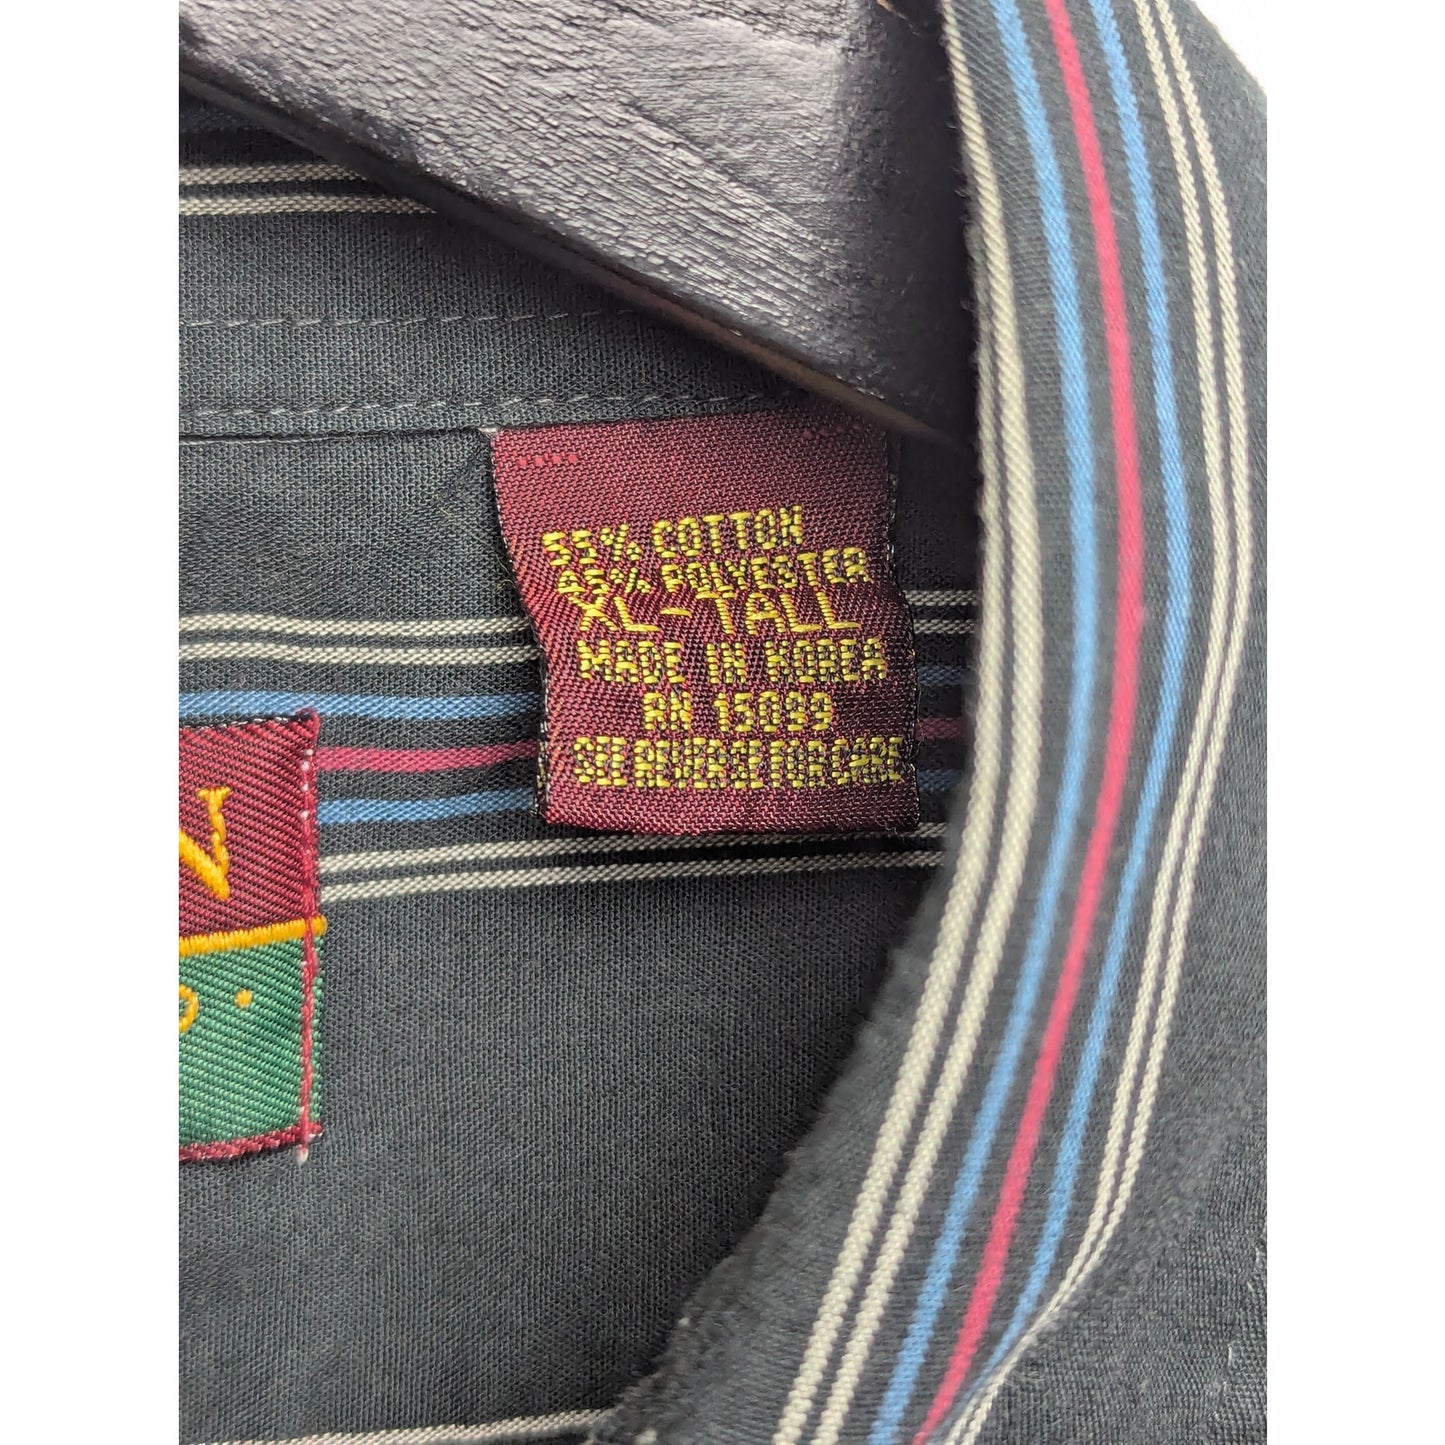 55% COTTON
45% POLYESTER
XL-TALL
MADE IN KOREA
RN 15099
SEE REVERSE FOR CARE
N